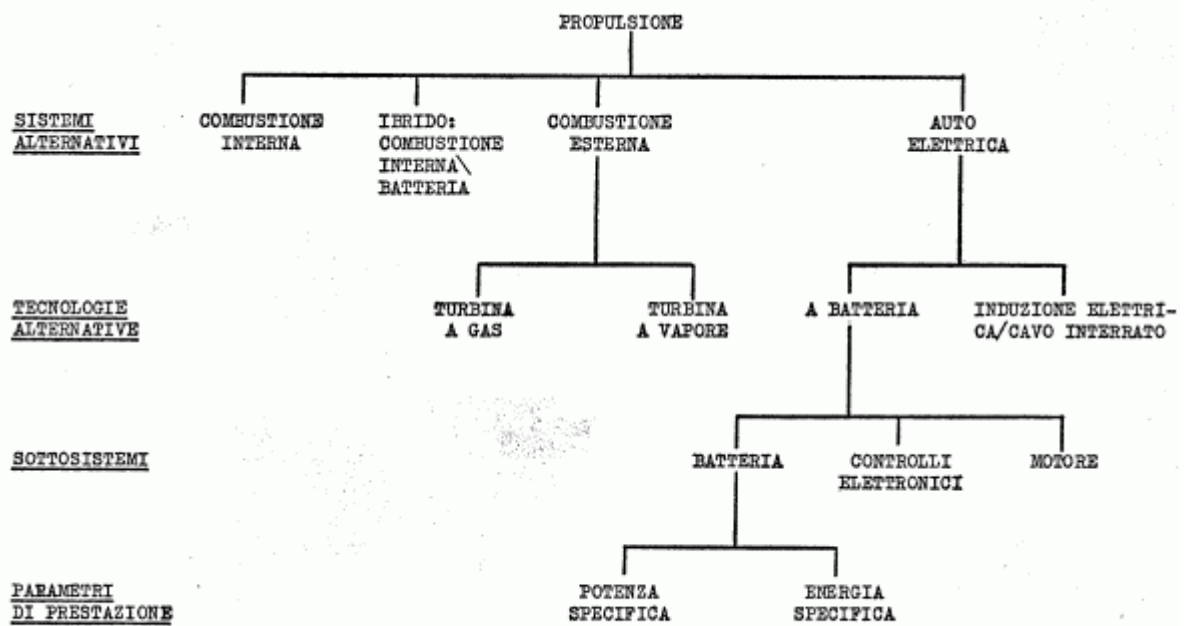 PROPULSIONE
SISTEMI
ALTERNATIVI
COMBUSTIONE
INTERNA
IBRIDO:
COMBUSTIONE
INTERNA\
BATTERIA
COMBUSTIONE
ESTERNA
AUTO
ELETTRICA
TECNOLOGIE
ALTERNATIVE
TURBINA
A GAS
TURBINA
A VAPORE
A BATTERIA
INDUZIONE ELETTRI-
CA/CAVO INTERRATO
SOTTOSISTEMI
BATTERIA
CONTROLLI
ELETTRONICI
MOTORE
PARAMETRI
DI PRESTAZIONE
POTENZA
SPECIFICA
ENERGIA
SPECIFICA